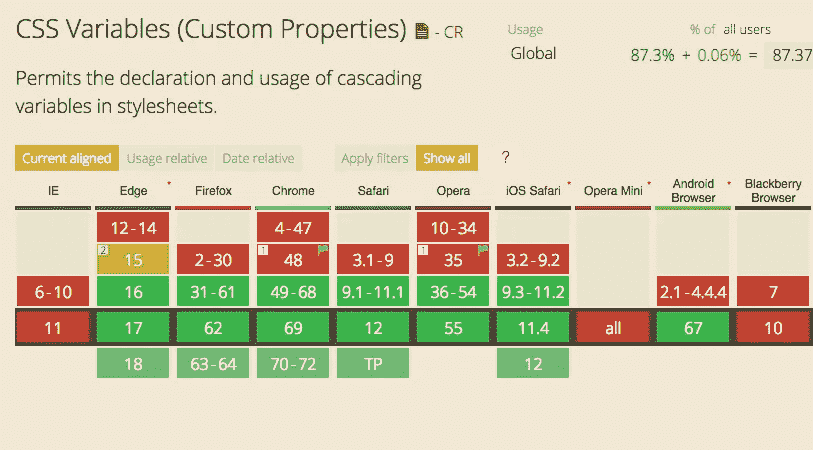 CSS Variables (Custom Properties) - CR
Usage % of all users
Global 87.3% + 0.06% = 87.37
Permits the declaration and usage of cascading
variables in stylesheets.
Current aligned Usage relative Date relative Apply filters Show all ?
IE Edge * Firefox Chrome Safari Opera iOS Safari * Opera Mini * Android Browser * Blackberry Browser
12-14 4-47 10-34
2 15 2-30 1 48 3.1-9 1 35 3.2-9.2
6-10 16 31-61 49-68 9.1-11.1 36-54 9.3-11.2 2.1-4.4.4 7
11 17 62 69 12 55 11.4 all 67 10
18 63-64 70-72 TP 12